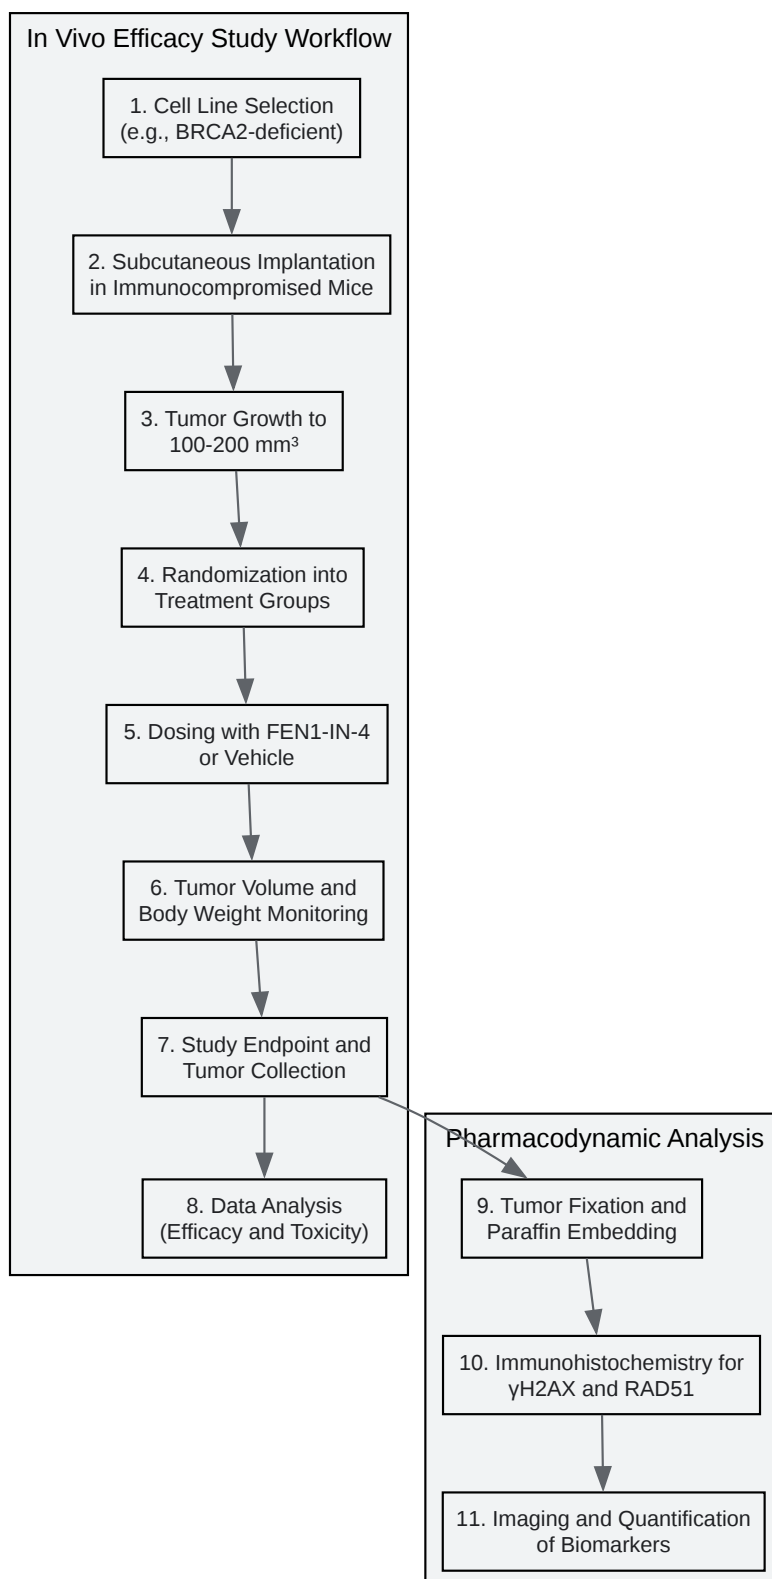 In Vivo Efficacy Study Workflow
1. Cell Line Selection
(e.g., BRCA2-deficient)
2. Subcutaneous Implantation
in Immunocompromised Mice
3. Tumor Growth to
100-200 mm³
4. Randomization into
Treatment Groups
5. Dosing with FEN1-IN-4
or Vehicle
6. Tumor Volume and
Body Weight Monitoring
7. Study Endpoint and
Tumor Collection
8. Data Analysis
(Efficacy and Toxicity)
Pharmacodynamic Analysis
9. Tumor Fixation and
Paraffin Embedding
10. Immunohistochemistry for
γH2AX and RAD51
11. Imaging and Quantification
of Biomarkers